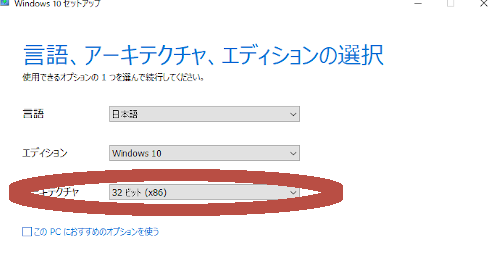 Windows 10 セットアップ
言語、アーキテクチャ、エディションの選択
使用できるオプションの 1 つを選んで続行してください。
言語
日本語
エディション
Windows 10
テクチャ
32 ビット (x86)
この PC におすすめのオプションを使う